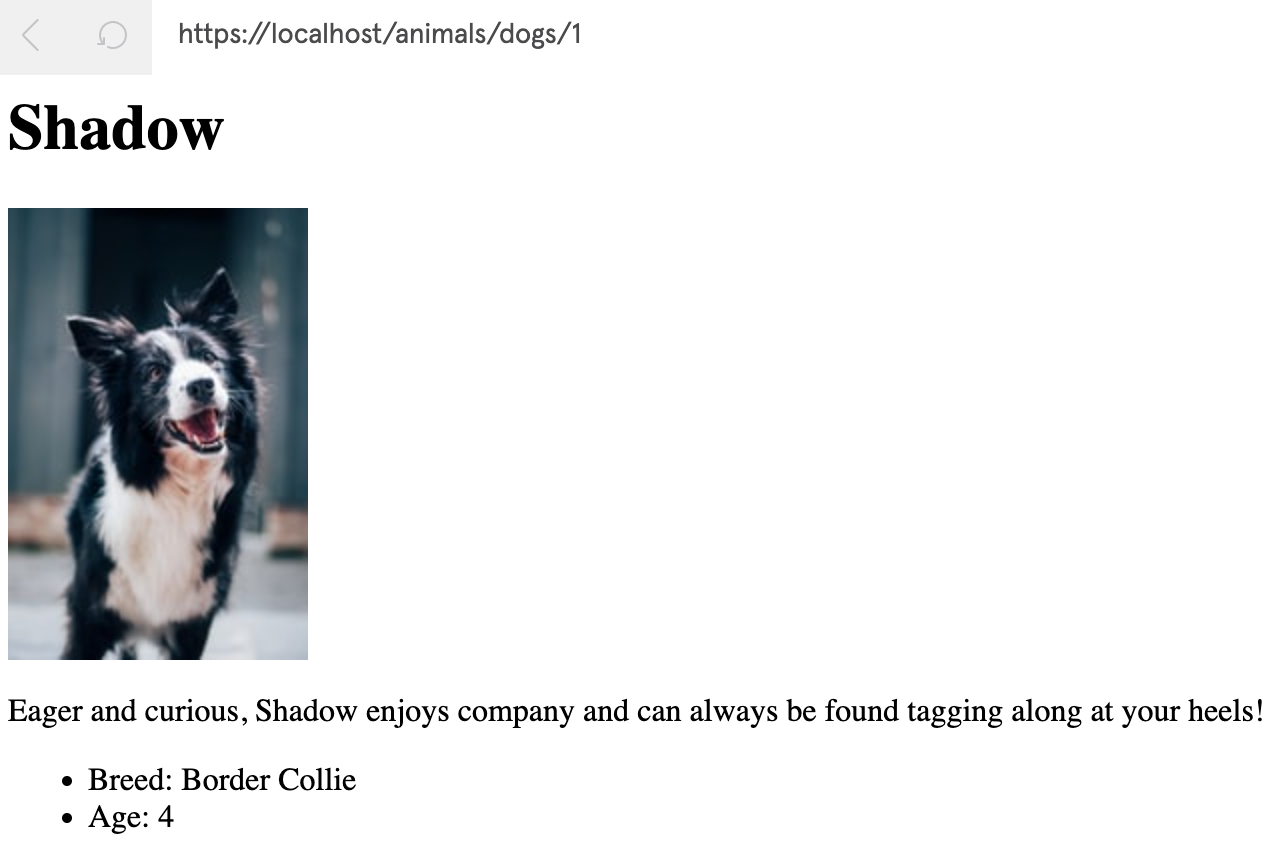 https://localhost/animals/dogs/1
Shadow
Eager and curious, Shadow enjoys company and can always be found tagging along at your heels!
• Breed: Border Collie
• Age: 4